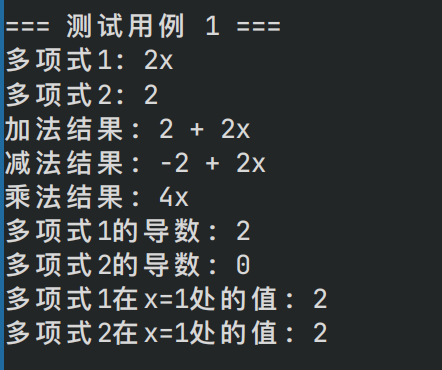 === 测试用例 1 ===
多项式1: 2x
多项式2: 2
加法结果: 2 + 2x
减法结果: -2 + 2x
乘法结果: 4x
多项式1的导数: 2
多项式2的导数: 0
多项式1在x=1处的值: 2
多项式2在x=1处的值: 2